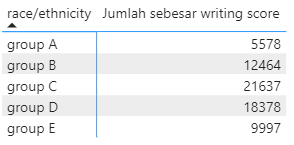 race/ethnicity Jumlah sebesar writing score
group A 5578
group B 12464
group C 21637
group D 18378
group E 9997